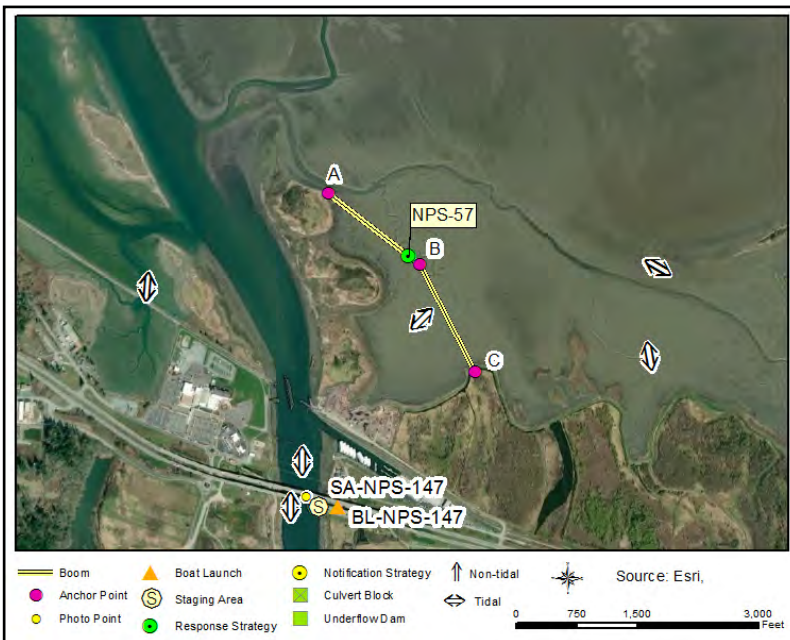 A
NPS-57
B
C
SA-NPS-147
S
BL-NPS-147
Boom
Anchor Point
Photo Point
Boat Launch
S Staging Area
Response Strategy
Notification Strategy
Culvert Block
Underflow Dam
Non-tidal
Tidal
Source: Esri,
0 750 1,500 3,000
Feet